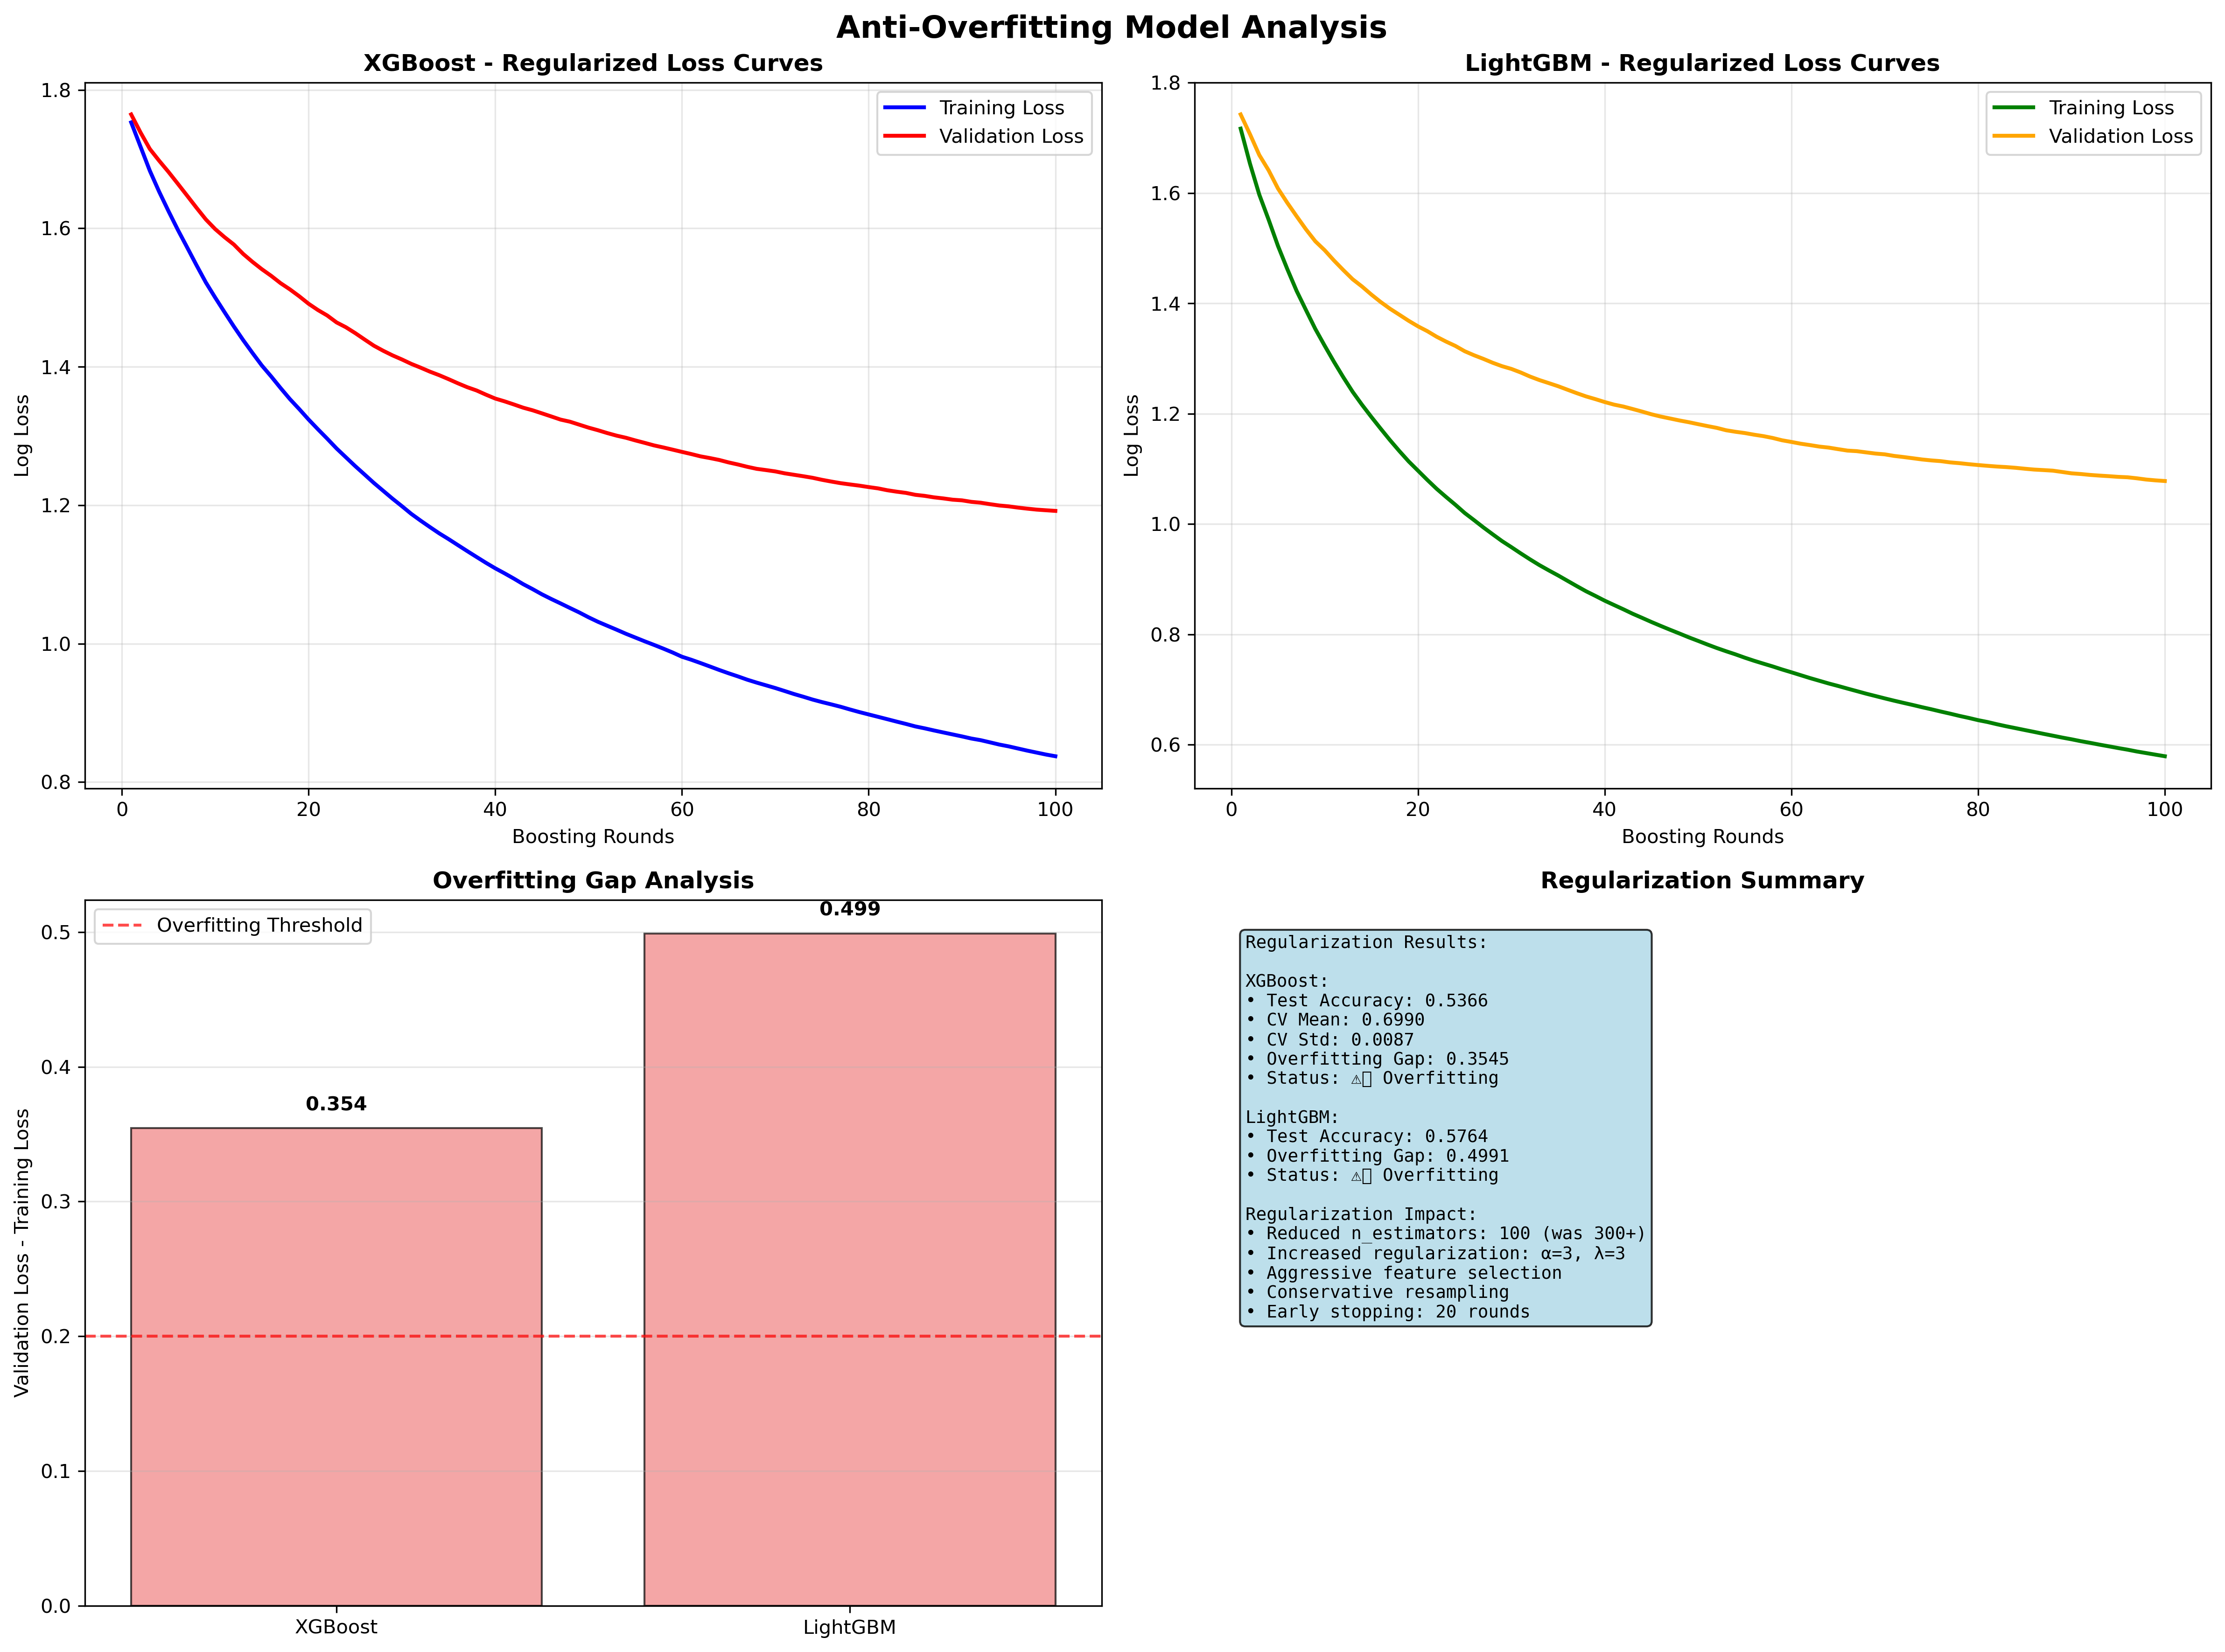 Anti-Overfitting Model Analysis
XGBoost - Regularized Loss Curves
1.8
1.6
1.4
1.2
1.0
0.8
Log Loss
0 20 40 60 80 100
Boosting Rounds
Training Loss
Validation Loss
LightGBM - Regularized Loss Curves
1.8
1.6
1.4
1.2
1.0
0.8
0.6
Log Loss
0 20 40 60 80 100
Boosting Rounds
Training Loss
Validation Loss
Overfitting Gap Analysis
Overfitting Threshold
0.5
0.4
0.3
0.2
0.1
0.0
Validation Loss - Training Loss
0.354
0.499
XGBoost LightGBM
Regularization Summary
Regularization Results:
XGBoost:
• Test Accuracy: 0.5366
• CV Mean: 0.6990
• CV Std: 0.0087
• Overfitting Gap: 0.3545
• Status: ⚠ Overfitting
LightGBM:
• Test Accuracy: 0.5764
• Overfitting Gap: 0.4991
• Status: ⚠ Overfitting
Regularization Impact:
• Reduced n_estimators: 100 (was 300+)
• Increased regularization: α=3, λ=3
• Aggressive feature selection
• Conservative resampling
• Early stopping: 20 rounds